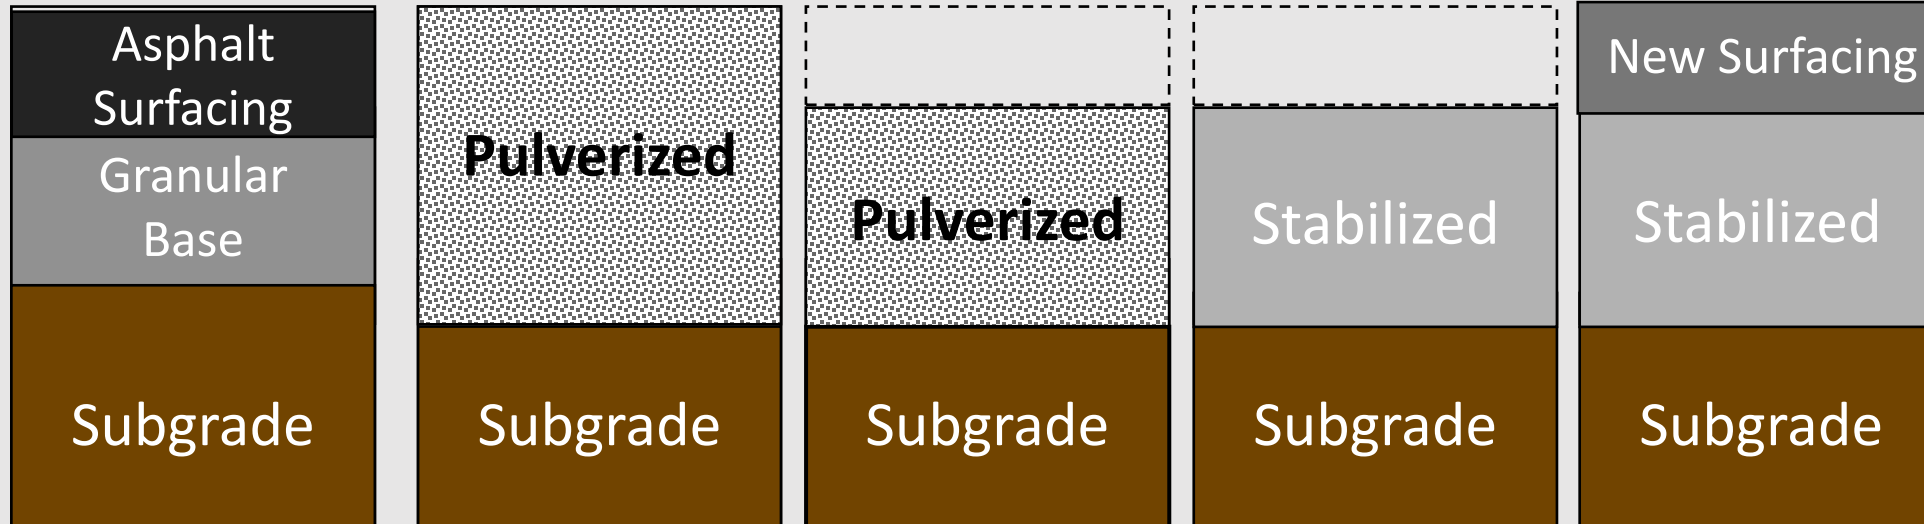 Asphalt
Surfacing
Granular
Base
Subgrade
Pulverized
Subgrade
Pulverized
Subgrade
Stabilized
Subgrade
New Surfacing
Stabilized
Subgrade